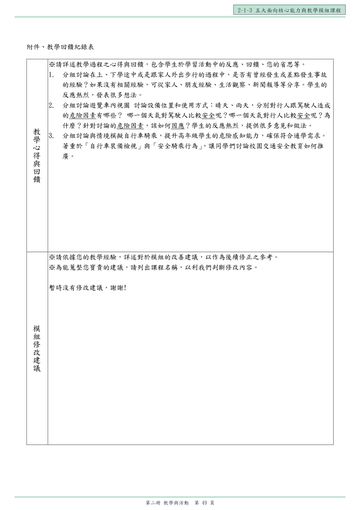 2-1-3 五大面向核心能力與教學模組課程
附件、教學回饋紀錄表
教學心得與回饋
※請詳述教學過程之心得與回饋，包含學生於學習活動中的反應、回饋、您的省思等。
1. 分組討論在上、下學途中或是跟家人外出步行的過程中，是否有曾經發生或差點發生事故
的經驗？如果沒有相關經驗，可從家人、朋友經驗、生活觀察、新聞報導等分享。學生的
反應熱烈，發表很多想法。
2. 分組討論遊覽車內視圖 討論設備位置和使用方式：晴天、雨天，分別對行人跟駕駛人造成
的危險因素有哪些？ 哪一個天氣對駕駛人比較安全呢？哪一個天氣對行人比較安全呢？為
什麼？針對討論的危險因素，該如何因應？學生的反應熱烈，提供很多意見和做法。
3. 分組討論與情境模擬自行車騎乘，提升高年級學生的危險感知能力，確保符合通學需求，
著重於「自行車裝備檢視」與「安全騎乘行為」，讓同學們討論校園交通安全教育如何推
廣。
模組修改建議
※請依據您的教學經驗，詳述對於模組的改善建議，以作為後續修正之參考。
※為能蒐整您寶貴的建議，請列出課程名稱，以利我們判斷修改內容。
暫時沒有修改建議，謝謝!
第二冊 教學與活動 第 49 頁